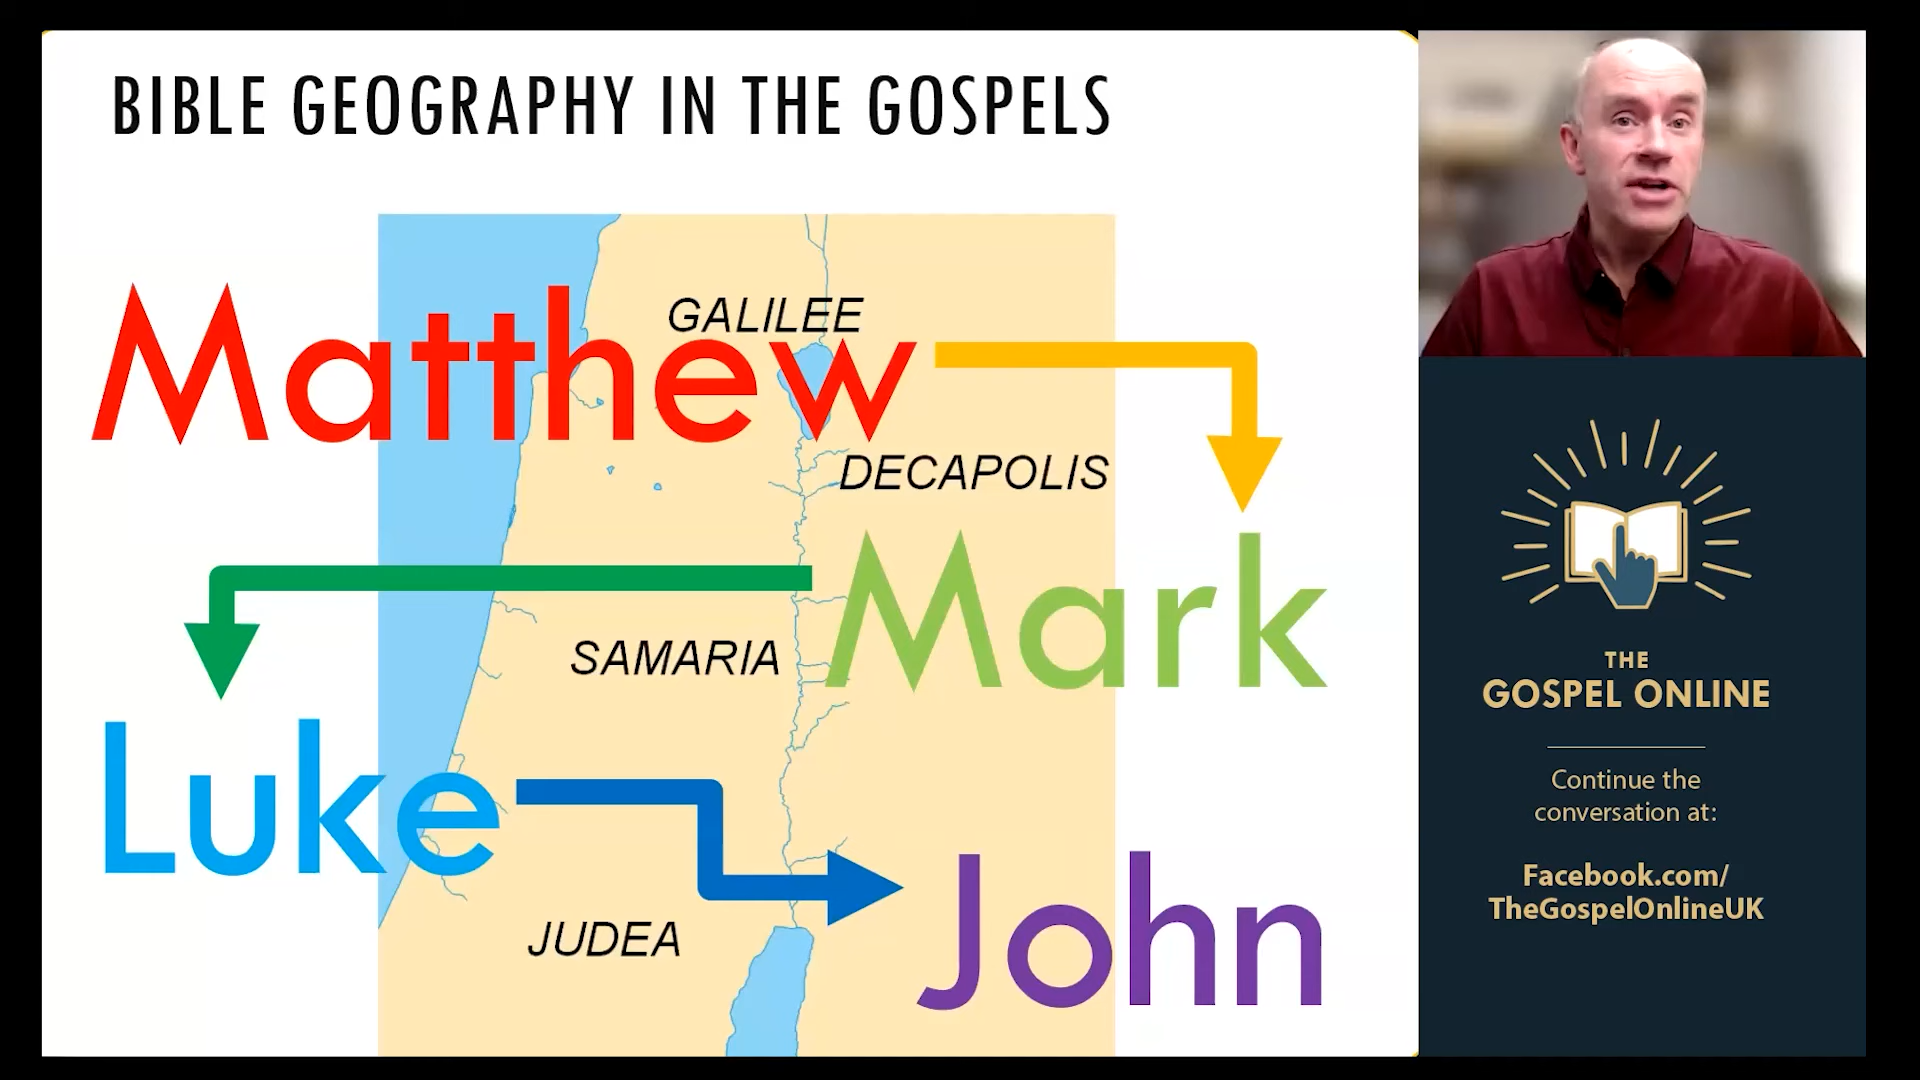 BIBLE GEOGRAPHY IN THE GOSPELS
GALILEE
Matthew
DECAPOLIS
Mark
SAMARIA
Luke
John
JUDEA
THE
GOSPEL ONLINE
Continue the
conversation at:
Facebook.com/
TheGospelOnlineUK